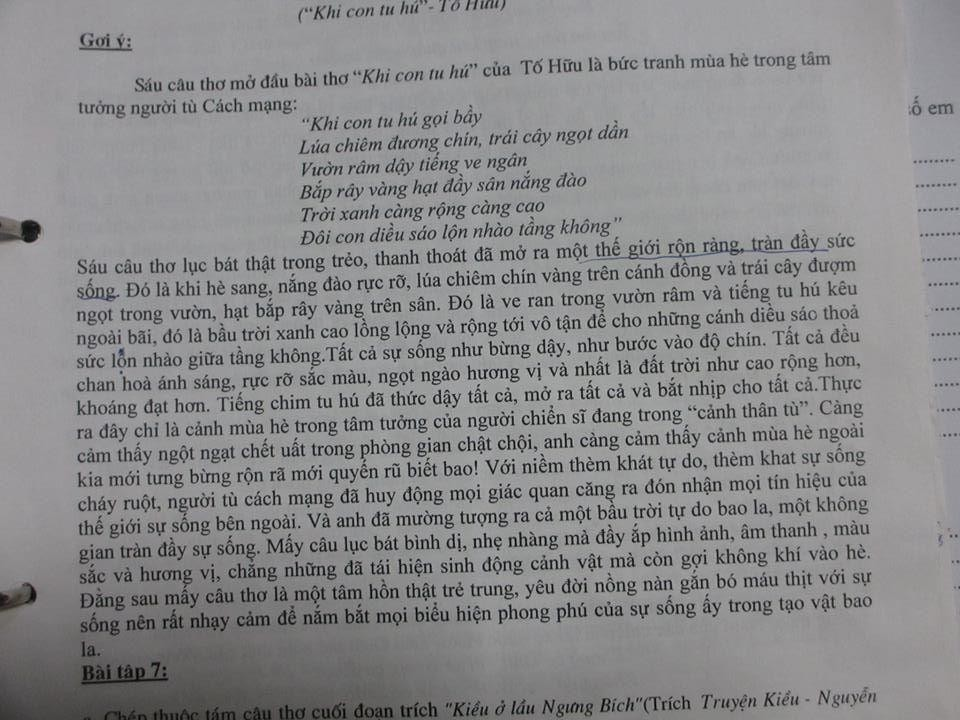 ("Khi con tu hú"- Tố Hữu)
Gơi ý:
Sáu câu thơ mở đầu bài thơ "Khi con tu hú" của Tố Hữu là bức tranh mùa hè trong tâm
tưởng người tù Cách mạng:
"Khi con tu hú gọi bầy
Lúa chiêm đương chín, trái cây ngọt dần
Vườn râm dậy tiếng ve ngân
Bắp rây vàng hạt đầy sân nắng đào
Trời xanh càng rộng càng cao
Đôi con diều sáo lộn nhào tầng không"
Sáu câu thơ lục bát thật trong trẻo, thanh thoát đã mở ra một thế giới rộn ràng, tràn đầy sức
sống. Đó là khi hè sang, nắng đào rực rỡ, lúa chiêm chín vàng trên cánh đồng và trái cây đượm
ngọt trong vườn, hạt bắp rây vàng trên sân. Đó là ve ran trong vườn râm và tiếng tu hú kêu
ngoài bãi, đó là bầu trời xanh cao lồng lộng và rộng tới vô tận để cho những cánh diều sáo thoả
sức lộn nhào giữa tầng không.Tất cả sự sống như bừng dậy, như bước vào độ chín. Tất cả đều
chan hoà ánh sáng, rực rỡ sắc màu, ngọt ngào hương vị và nhất là đất trời như cao rộng hơn,
khoáng đạt hơn. Tiếng chim tu hú đã thức dậy tất cả, mở ra tất cả và bắt nhịp cho tất cả.Thực
ra đây chỉ là cảnh mùa hè trong tâm tưởng của người chiến sĩ đang trong "cảnh thân tù". Càng
cảm thấy ngột ngạt chết uất trong phòng gian chật chội, anh càng cảm thấy cảnh mùa hè ngoài
kia mới tưng bừng rộn rã mới quyến rũ biết bao! Với niềm thèm khát tự do, thèm khat sự sống
cháy ruột, người tù cách mạng đã huy động mọi giác quan căng ra đón nhận mọi tín hiệu của
thế giới sự sống bên ngoài. Và anh đã mường tượng ra cả một bầu trời tự do bao la, một không
gian tràn đầy sự sống. Mấy câu lục bát bình dị, nhẹ nhàng mà đầy ắp hình ảnh, âm thanh , màu
sắc và hương vị, chẳng những đã tái hiện sinh động cảnh vật mà còn gợi không khí vào hè.
Đằng sau mấy câu thơ là một tâm hồn thật trẻ trung, yêu đời nồng nàn gắn bó máu thịt với sự
sống nên rất nhạy cảm để nắm bắt mọi biểu hiện phong phú của sự sống ấy trong tạo vật bao
la.
Bài tâp 7:
Chép thuộc tám câu thơ cuối đoạn trích "Kiều ở lầu Ngưng Bích"(Trích Truyện Kiều - Nguyễn
số em